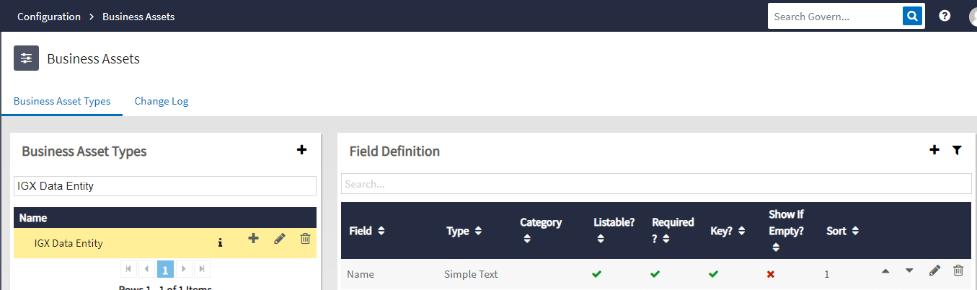 Configuration > Business Assets
Search Govern...
Business Assets
Business Asset Types
Change Log
Business Asset Types
IGX Data Entity
Name
IGX Data Entity
1
Rows 1 - 1 of 1 Items
Field Definition
Search...
Field Type Category Listable? Required ? Key? Show If Empty? Sort
Name Simple Text 1